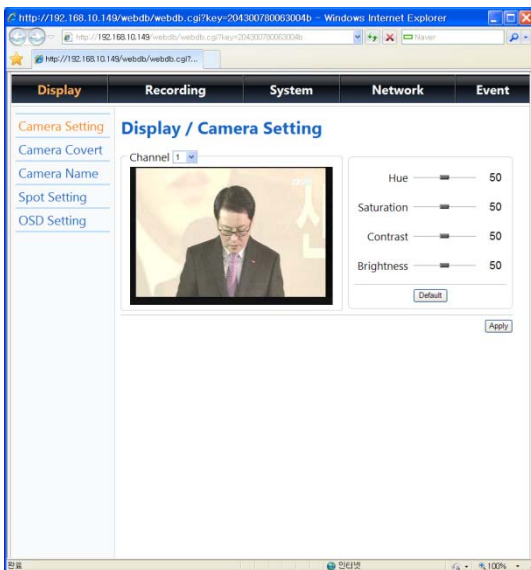 http://192.168.10.149/webdb/webdb.cgi?key=204300780063004b - Windows Internet Explorer
http://192.168.10.149/webdb/webdb.cgi?key=204300780063004b
Naver
http://192.168.10.149/webdb/webdb.cgi?...
Display Recording System Network Event
Camera Setting
Camera Covert
Camera Name
Spot Setting
OSD Setting
Display / Camera Setting
Channel 1
Hue 50
Saturation 50
Contrast 50
Brightness 50
Default
Apply
완료 인터넷 100%